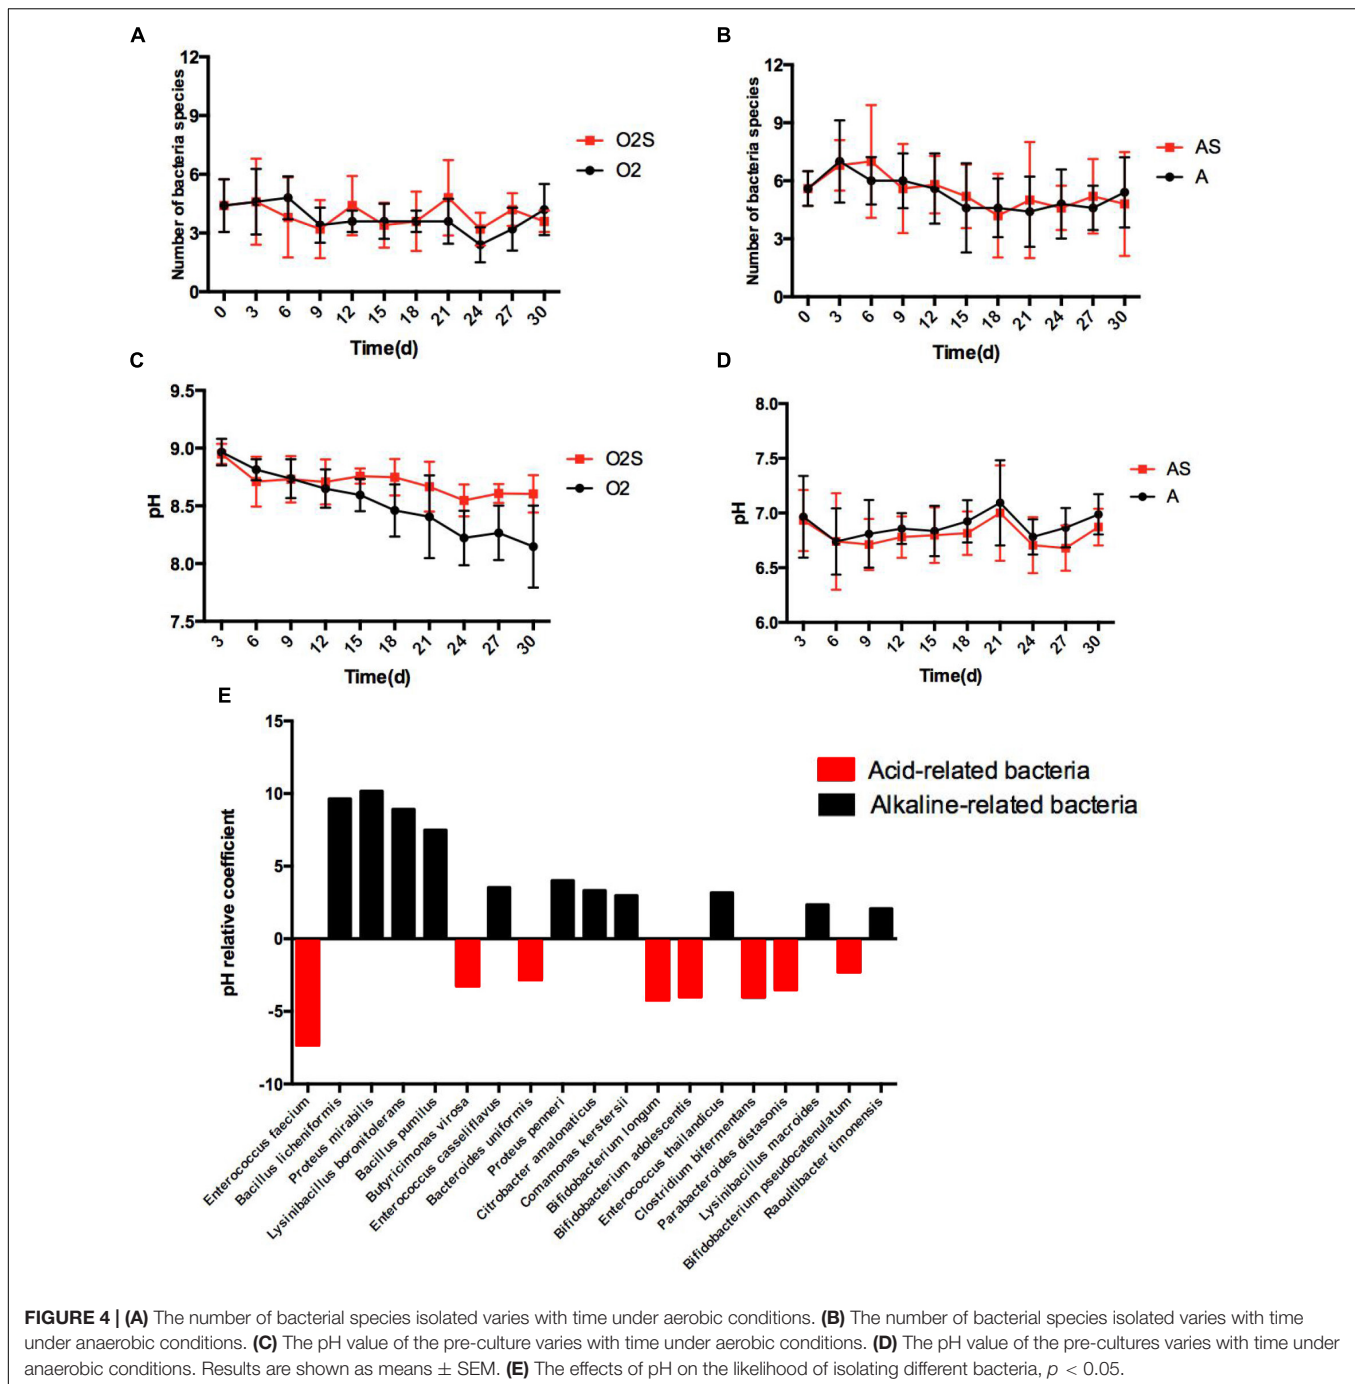 A
Number of bacteria species
12
9
6
3
0
0 3 6 9 12 15 18 21 24 27 30
Time(d)
O2S
O2
B
Number of bacteria species
12
9
6
3
0
0 3 6 9 12 15 18 21 24 27 30
Time(d)
AS
A
C
pH
9.5
9.0
8.5
8.0
7.5
3 6 9 12 15 18 21 24 27 30
Time(d)
O2S
O2
D
pH
8.0
7.5
7.0
6.5
6.0
3 6 9 12 15 18 21 24 27 30
Time(d)
AS
A
E
pH relative coefficient
15
10
5
0
-5
-10
Acid-related bacteria
Alkaline-related bacteria
Enterococcus faecium
Bacillus licheniformis
Proteus mirabilis
Lysinibacillus boronitolerans
Bacillus pumilus
Butyricimonas virosa
Enterococcus casseliflavus
Bacteroides uniformis
Proteus penneri
Citrobacter amalonaticus
Comamonas kerstersii
Bifidobacterium longum
Bifidobacterium adolescentis
Enterococcus thailandicus
Clostridium bifermentans
Parabacteroides distasonis
Lysinibacillus macroides
Bifidobacterium pseudocatenulatum
Raoultibacter timonensis
FIGURE 4 | (A) The number of bacterial species isolated varies with time under aerobic conditions. (B) The number of bacterial species isolated varies with time
under anaerobic conditions. (C) The pH value of the pre-culture varies with time under aerobic conditions. (D) The pH value of the pre-cultures varies with time under
anaerobic conditions. Results are shown as means ± SEM. (E) The effects of pH on the likelihood of isolating different bacteria, p < 0.05.